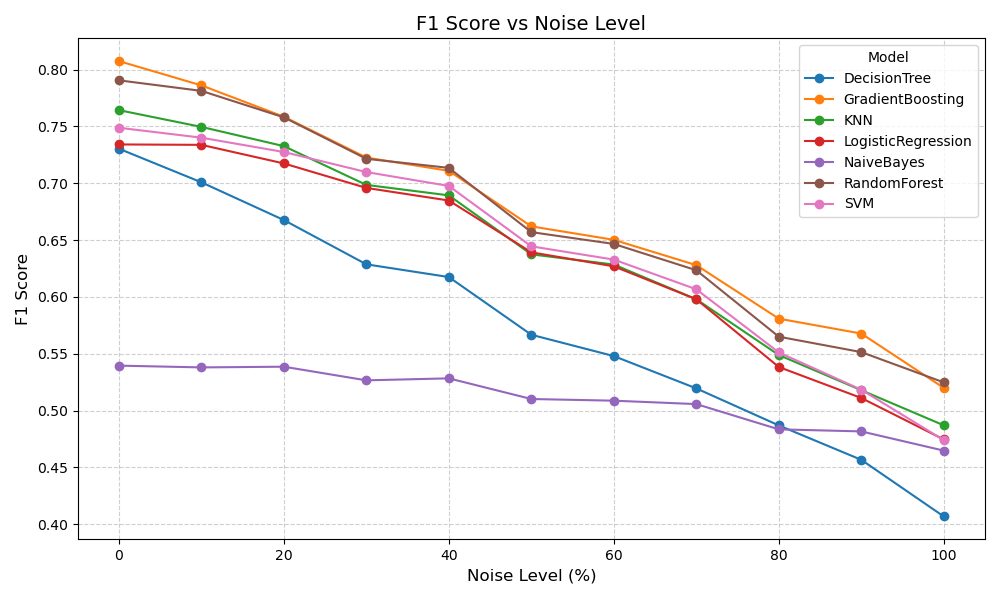 F1 Score vs Noise Level
F1 Score
0.80
0.75
0.70
0.65
0.60
0.55
0.50
0.45
0.40
Model
DecisionTree
GradientBoosting
KNN
LogisticRegression
NaiveBayes
RandomForest
SVM
0 20 40 60 80 100
Noise Level (%)